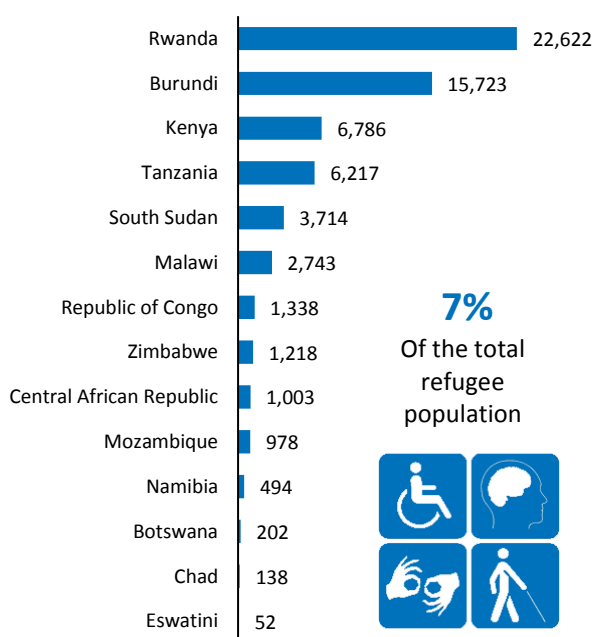 Rwanda 22,622
Burundi 15,723
Kenya 6,786
Tanzania 6,217
South Sudan 3,714
Malawi 2,743
Republic of Congo 1,338
Zimbabwe 1,218
Central African Republic 1,003
Mozambique 978
Namibia 494
Botswana 202
Chad 138
Eswatini 52
7%
Of the total
refugee
population